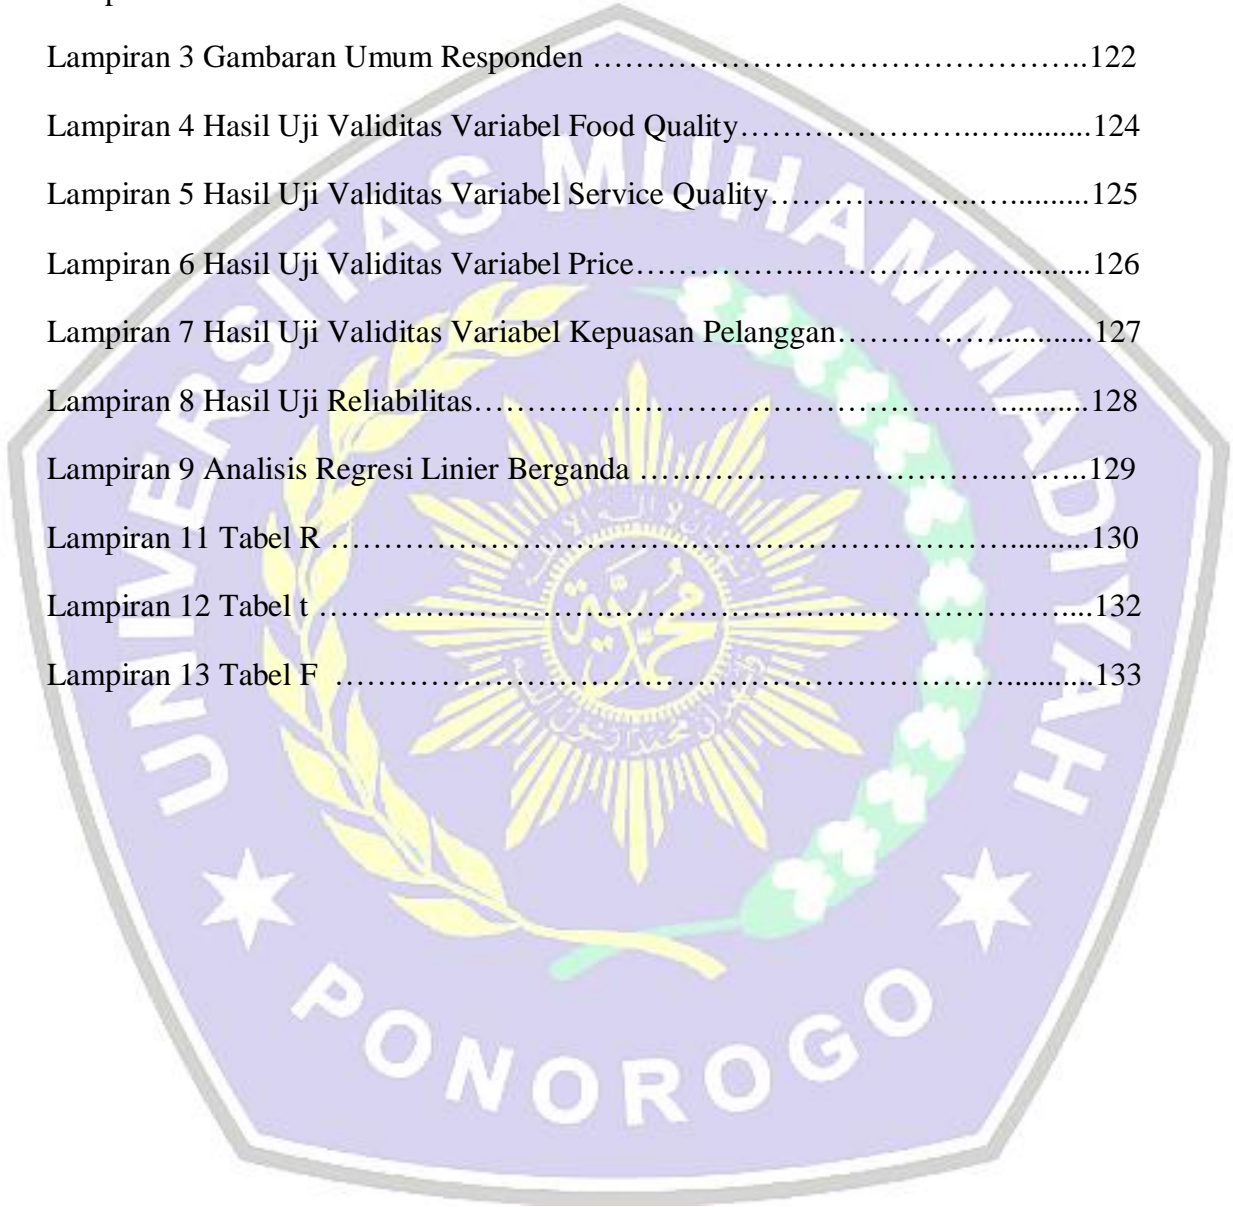 Lampiran 3 Gambaran Umum Responden ………………………………………..122
Lampiran 4 Hasil Uji Validitas Variabel Food Quality…………………..…..........124
Lampiran 5 Hasil Uji Validitas Variabel Service Quality………………..…..........125
Lampiran 6 Hasil Uji Validitas Variabel Price…………….……………..…..........126
Lampiran 7 Hasil Uji Validitas Variabel Kepuasan Pelanggan……………............127
Lampiran 8 Hasil Uji Reliabilitas………………………………………...…..........128
Lampiran 9 Analisis Regresi Linier Berganda ……………………………..……..129
Lampiran 11 Tabel R …………………………………………………………..........130
Lampiran 12 Tabel t ………………………………………………………………....132
Lampiran 13 Tabel F …………………………………………………………..........133
UNIVERSITAS MUHAMMADIYAH
PONOROGO